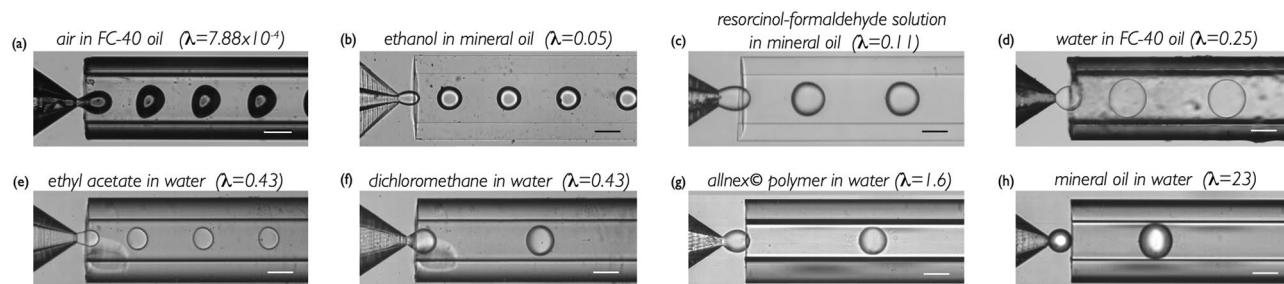 (a) air in FC-40 oil (λ=7.88x10⁻⁴)
(b) ethanol in mineral oil (λ=0.05)
(c) resorcinol-formaldehyde solution
in mineral oil (λ=0.11)
(d) water in FC-40 oil (λ=0.25)
(e) ethyl acetate in water (λ=0.43)
(f) dichloromethane in water (λ=0.43)
(g) allnex© polymer in water (λ=1.6)
(h) mineral oil in water (λ=23)